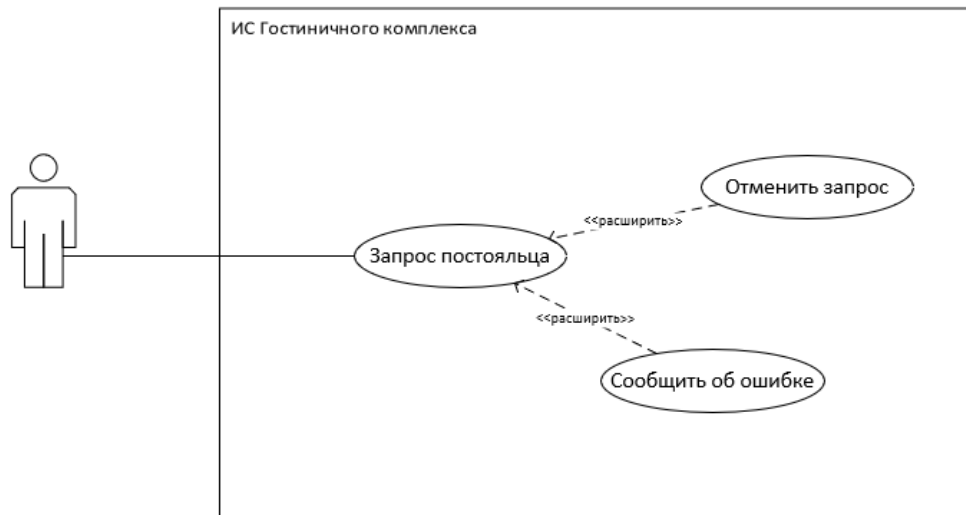 ИС Гостиничного комплекса
Отменить запрос
<<расширить>>
Запрос постояльца
<<расширить>>
Сообщить об ошибке